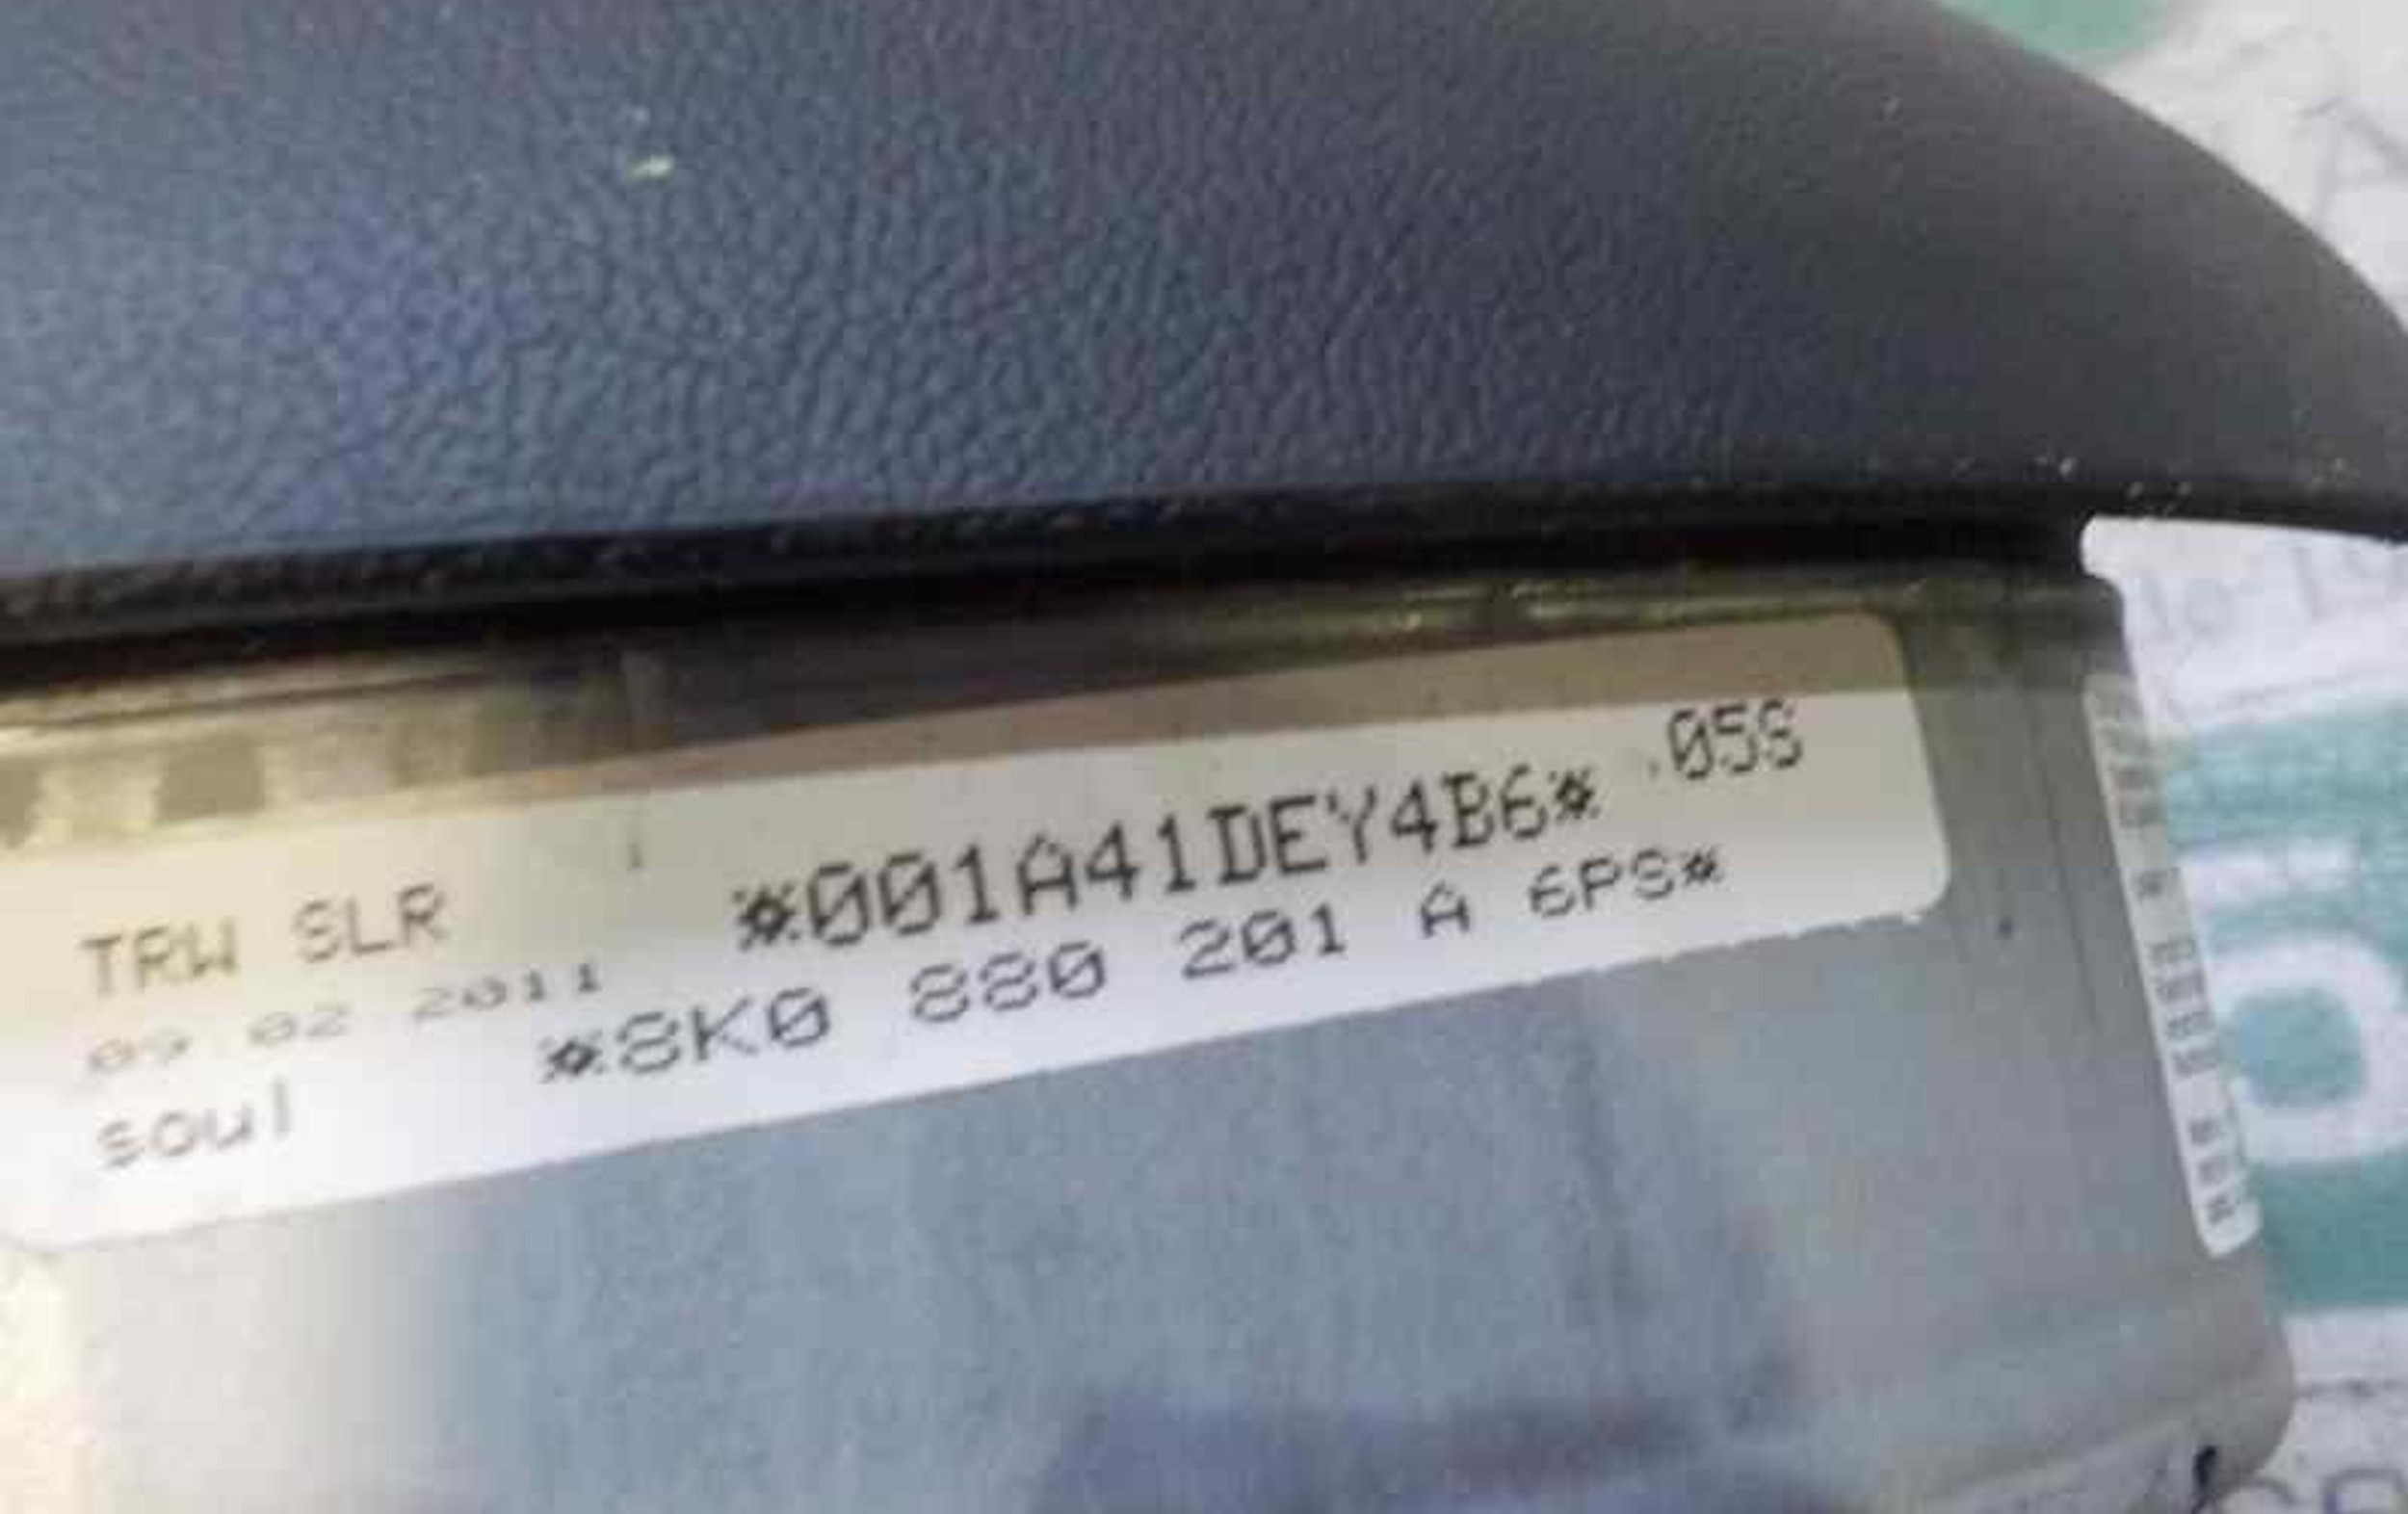 TRW SLR *001A41DEY4B6* 05S
09 02 2011
*8K0 880 201 A 6PS*
soul